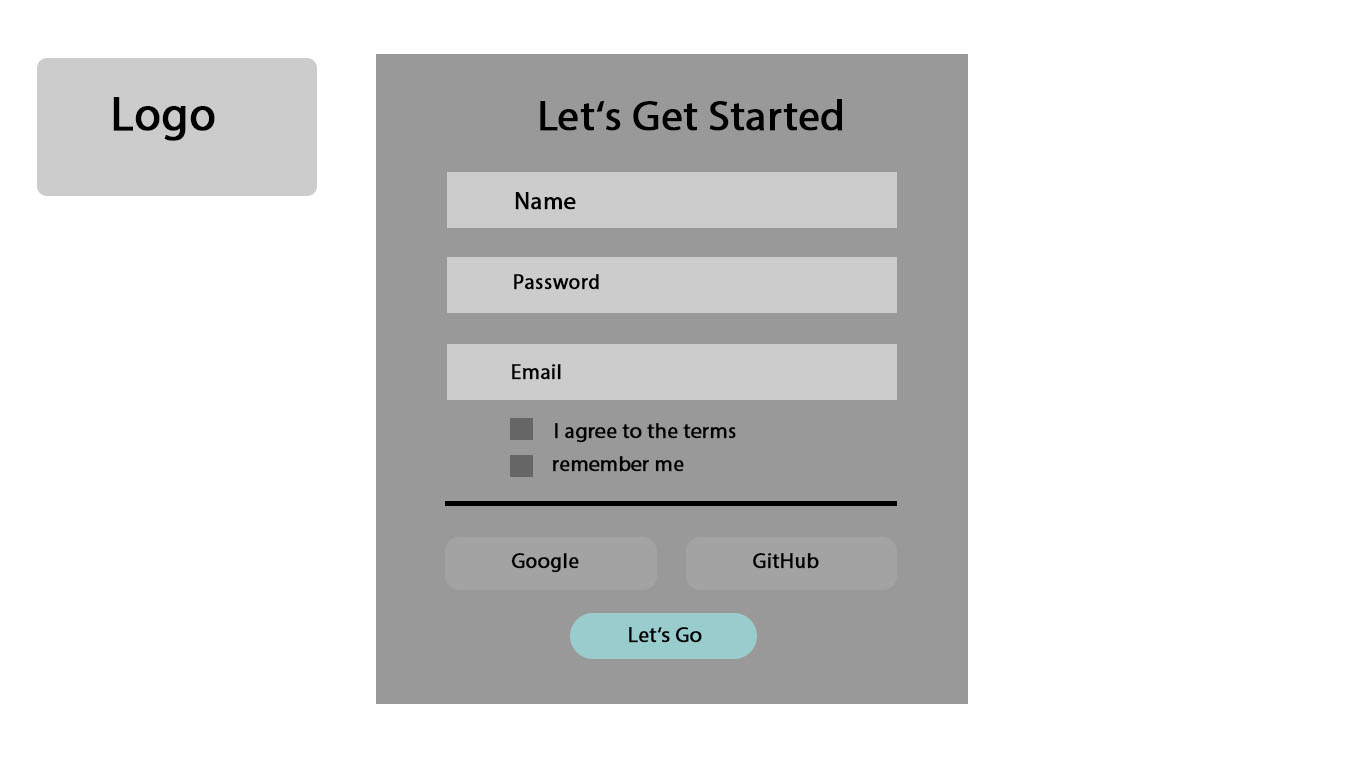 Logo
Let‘s Get Started
Name
Password
Email
I agree to the terms
remember me
Google
GitHub
Let‘s Go